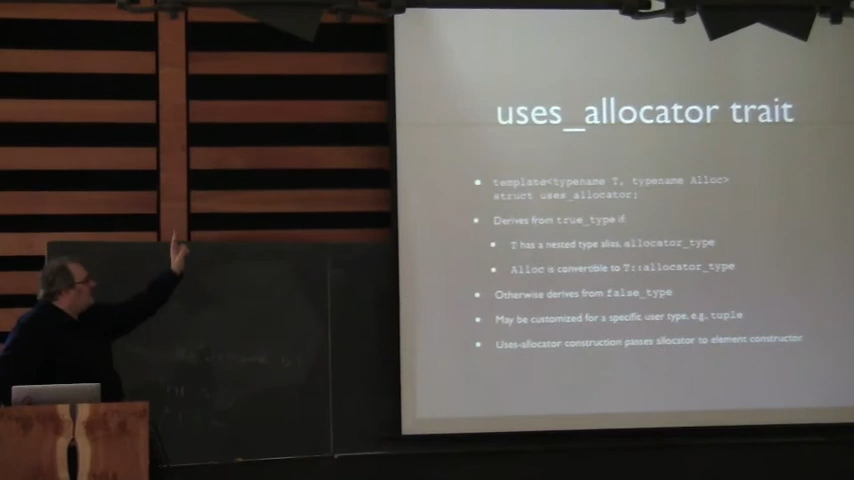 uses_allocator trait
template<typename T, typename Alloc>
struct uses_allocator;
Derives from true_type if:
T has a nested type alias, allocator_type
Alloc is convertible to T::allocator_type
Otherwise derives from false_type
May be customized for a specific user type, e.g. tuple
Uses-allocator construction passes allocator to element constructor